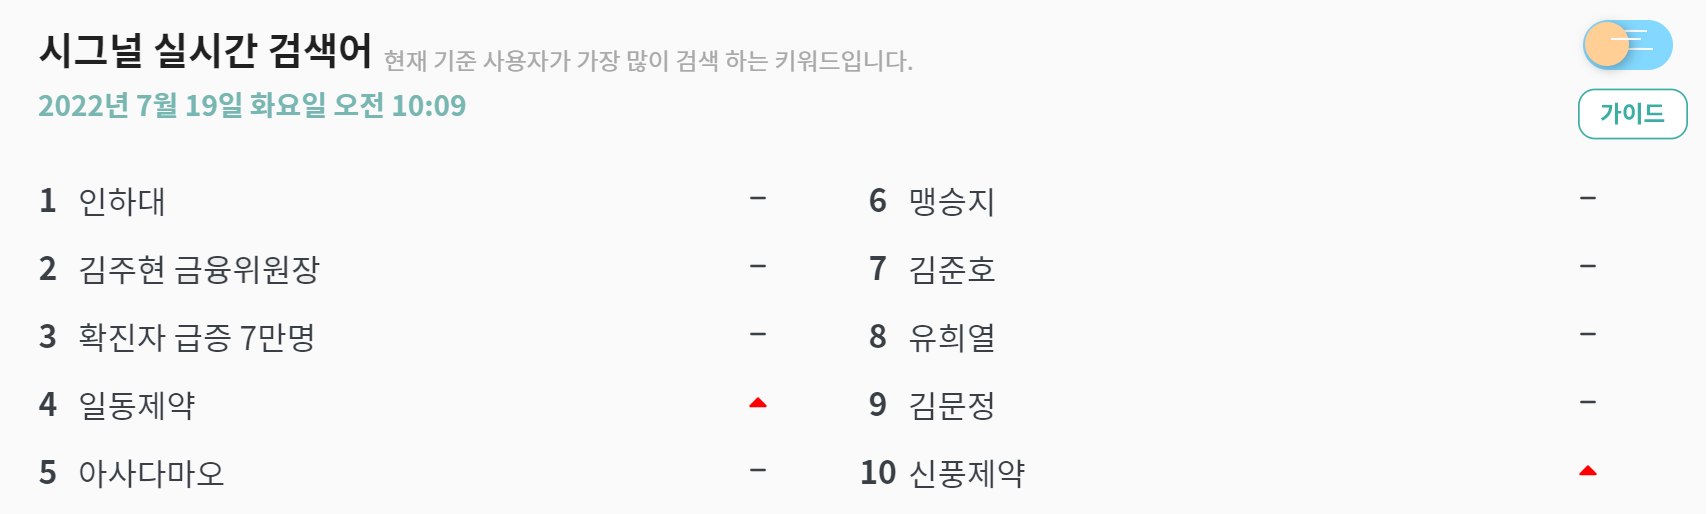 시그널 실시간 검색어 현재 기준 사용자가 가장 많이 검색 하는 키워드입니다.
2022년 7월 19일 화요일 오전 10:09
가이드
1 인하대 –
2 김주현 금융위원장 –
3 확진자 급증 7만명 –
4 일동제약
5 아사다마오 –
6 맹승지 –
7 김준호 –
8 유희열 –
9 김문정 –
10 신풍제약